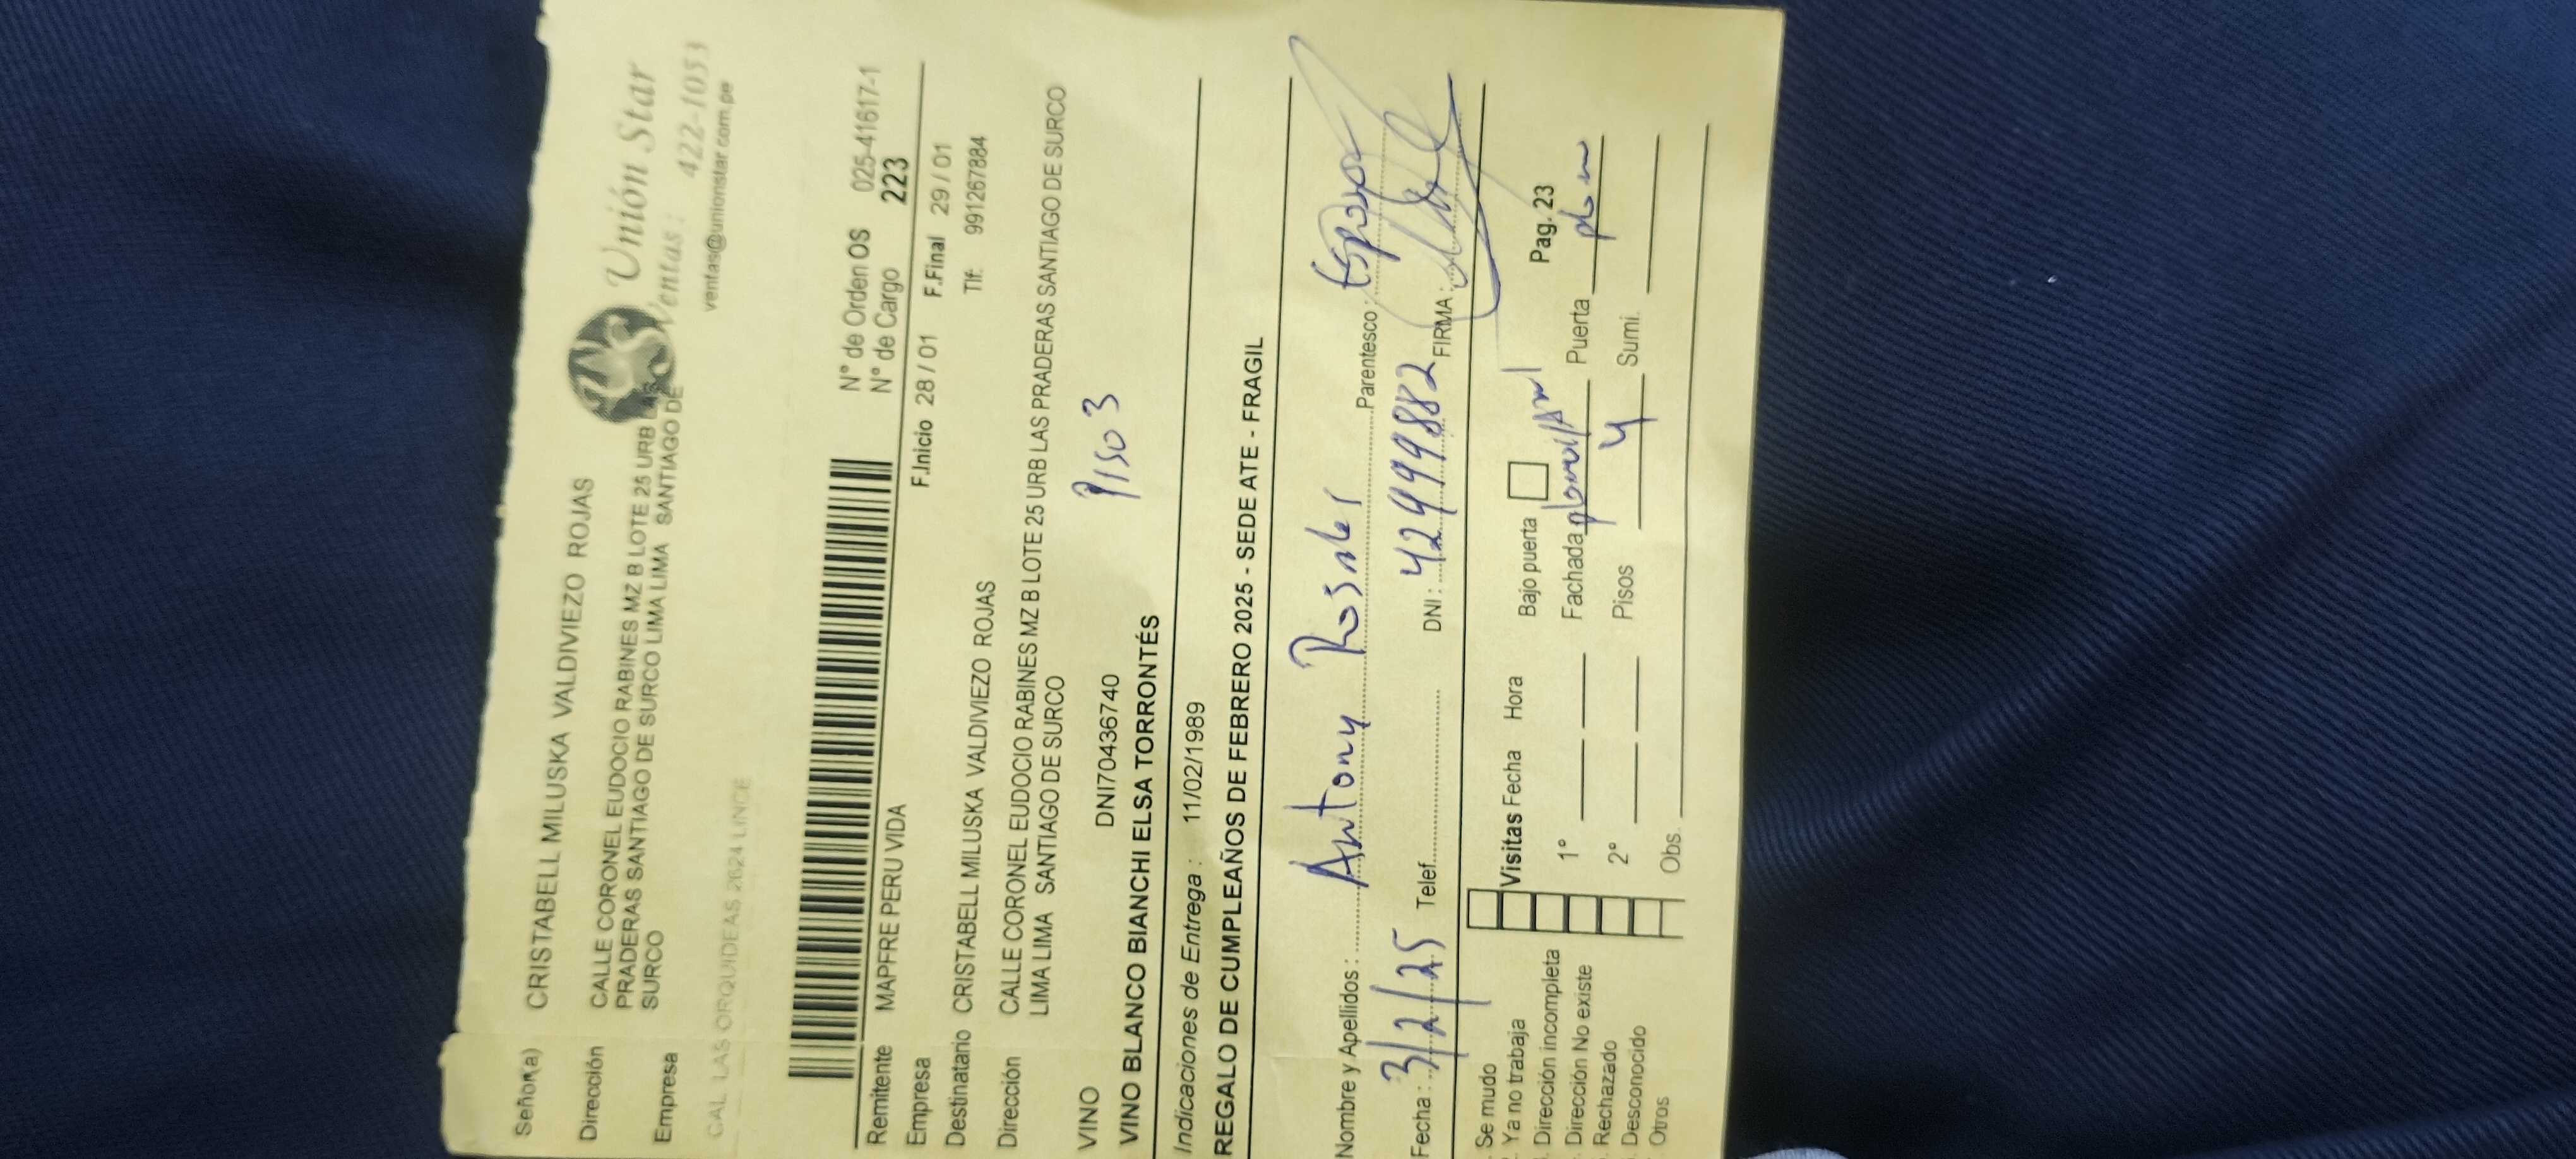 Señor(a) CRISTABELL MILUSKA VALDIVIEZO ROJAS
Unión Star
Ventas: 422-1053
ventas@unionstar.com.pe
Dirección CALLE CORONEL EUDOCIO RABINES MZ B LOTE 25 URB
PRADERAS SANTIAGO DE SURCO LIMA LIMA SANTIAGO DE
SURCO
Empresa
CAL LAS ORQUIDEAS 2624 LINCE
N° de Orden OS 025-41617-1
N° de Cargo 223
Remitente MAPFRE PERU VIDA
F.Inicio 28 / 01 F.Final 29 / 01
Empresa
Destinatario CRISTABELL MILUSKA VALDIVIEZO ROJAS Tlf: 991267884
Dirección CALLE CORONEL EUDOCIO RABINES MZ B LOTE 25 URB LAS PRADERAS SANTIAGO DE SURCO
LIMA LIMA SANTIAGO DE SURCO
Piso 3
VINO DNI70436740
VINO BLANCO BIANCHI ELSA TORRONTÉS
Indicaciones de Entrega : 11/02/1989
REGALO DE CUMPLEAÑOS DE FEBRERO 2025 - SEDE ATE - FRAGIL
Nombre y Apellidos : Antony Rosales Parentesco : Esposo
Fecha : 3/2/25 Telef. DNI : 42499882 FIRMA :
Se mudo
Ya no trabaja Visitas Fecha Hora Bajo puerta Pag. 23
Dirección incompleta
Dirección No existe 1° Fachada Puerta plomo
Rechazado
Desconocido 2° Pisos 4 Sumi.
Otros Obs.